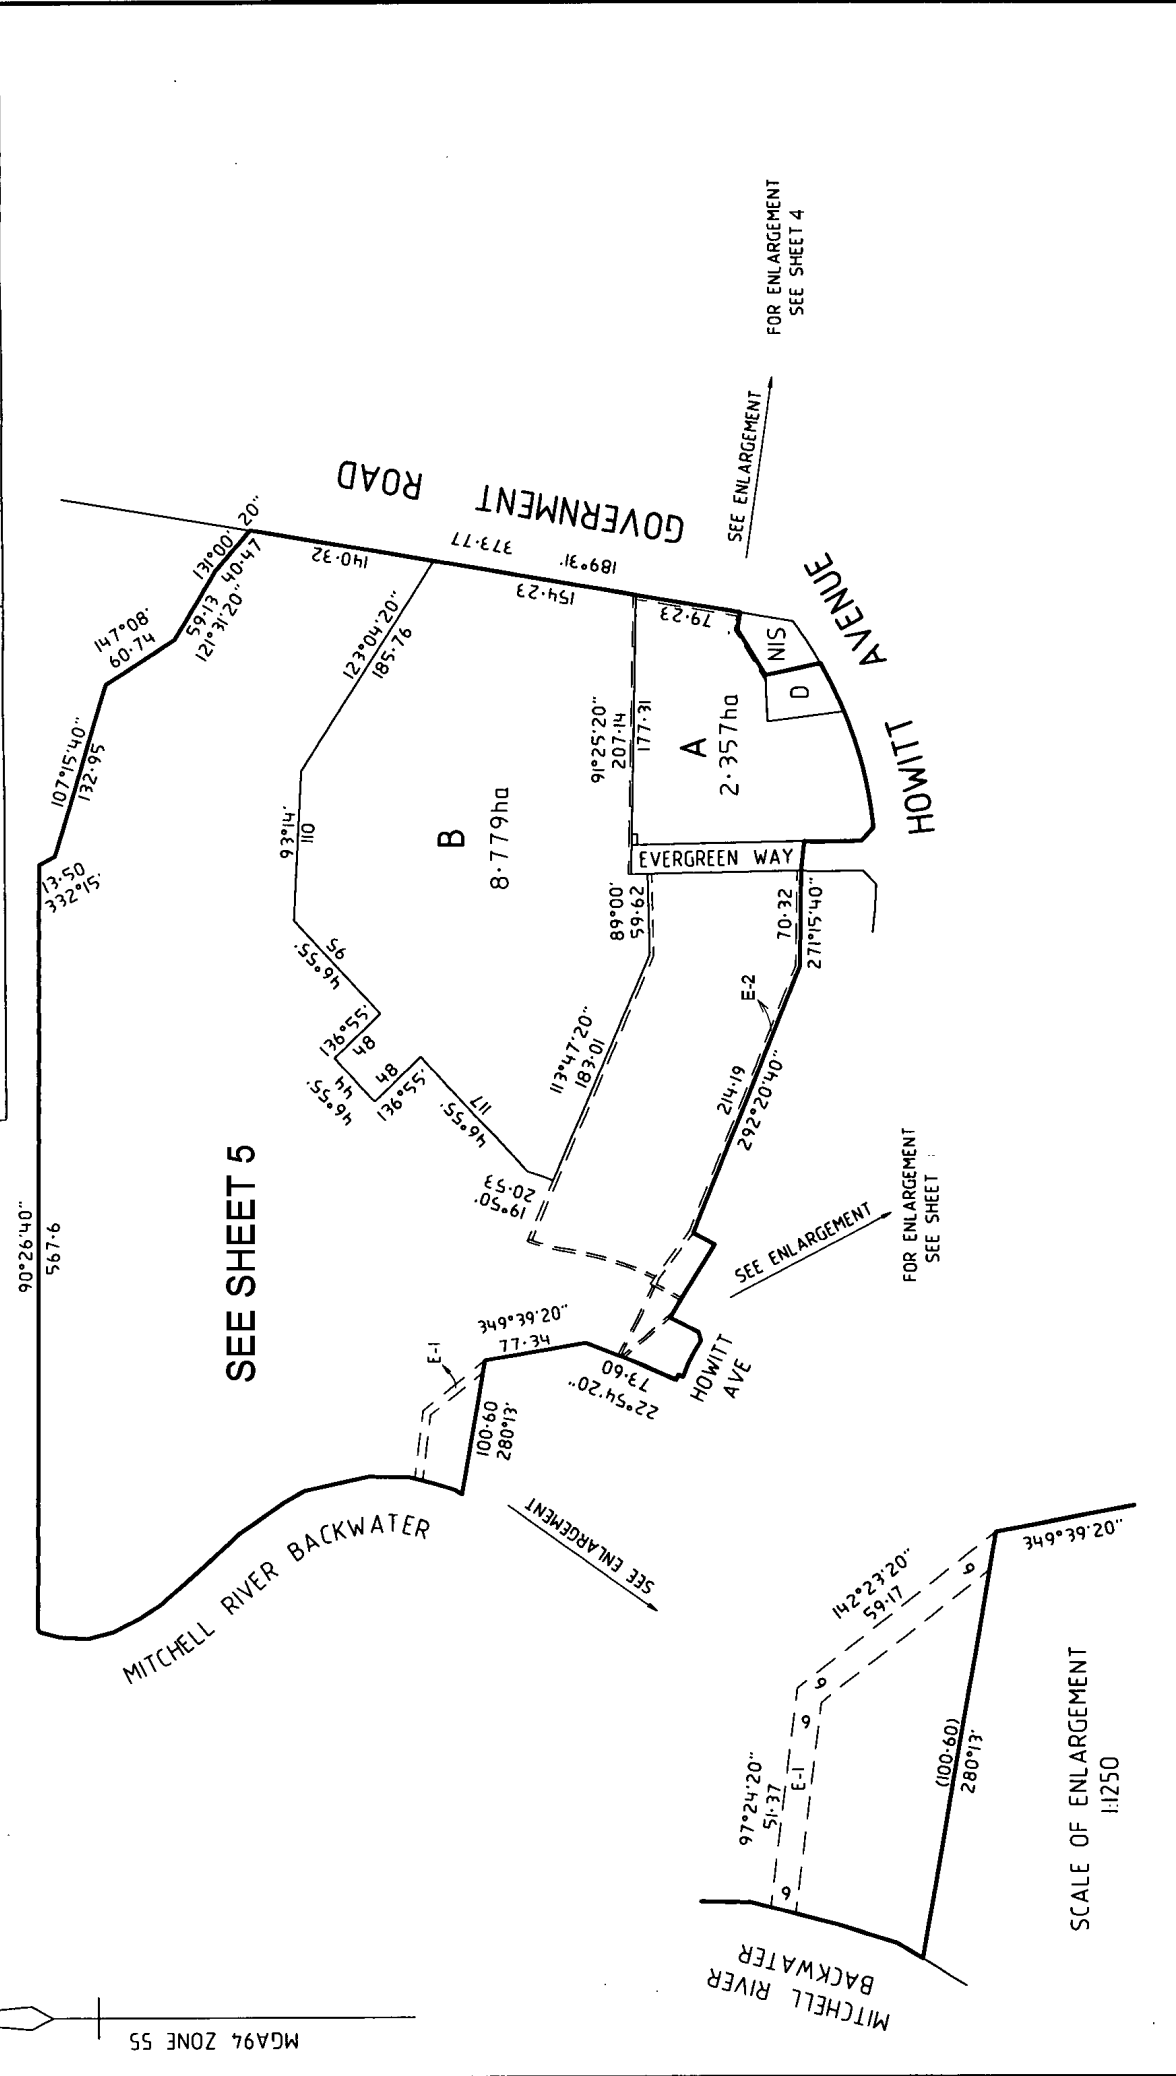 MGA94 ZONE 55
90°26'40"
567·6
13·50
332°15'
107°15'40"
132·95
147°08'
60·74
59·13
121°31'20"
131°00' 20"
40·47
SEE SHEET 5
140·32
GOVERNMENT ROAD
373·77
189°31'
154·23
79·23
123°04'20"
185·76
93°14'
110
46°55'
95
136°55'
48
46°55'
44
48
136°55'
46°55'
117
19°50'
20·53
B
8·779ha
91°25'20"
207·14
177·31
A
2·357ha
NIS
D
EVERGREEN WAY
HOWITT AVENUE
SEE ENLARGEMENT
FOR ENLARGEMENT
SEE SHEET 4
89°00'
59·62
70·32
271°15'40"
113°47'20"
183·01
E-2
214·19
292°20'40"
SEE ENLARGEMENT
FOR ENLARGEMENT
SEE SHEET
HOWITT
AVE
73·60
22°54'20"
349°39'20"
77·34
E-1
100·60
280°13'
MITCHELL RIVER BACKWATER
SEE ENLARGEMENT
142°23'20"
59·17
349°39'20"
6
6
6
97°24'20"
51·37
E-1
6
(100·60)
280°13'
MITCHELL RIVER
BACKWATER
SCALE OF ENLARGEMENT
1:1250